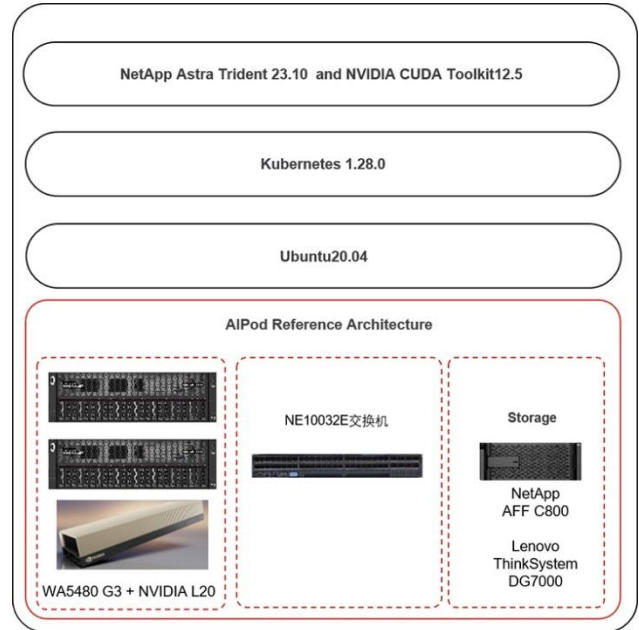 NetApp Astra Trident 23.10 and NVIDIA CUDA Toolkit12.5
Kubernetes 1.28.0
Ubuntu20.04
AIPod Reference Architecture
WA5480 G3 + NVIDIA L20
NE10032E交换机
Storage
NetApp
AFF C800
Lenovo
ThinkSystem
DG7000